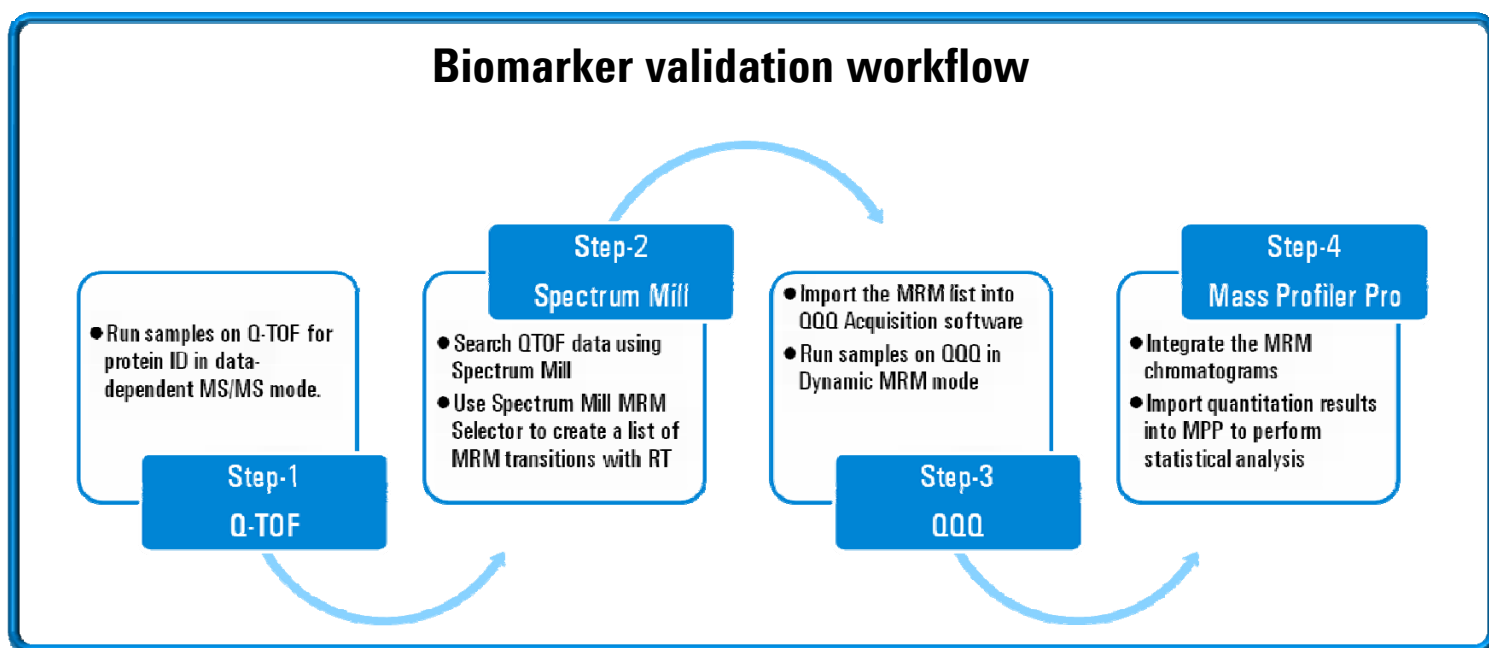 Biomarker validation workflow
● Run samples on Q-TOF for
protein ID in data-
dependent MS/MS mode.
Step-1
Q-TOF
Step-2
Spectrum Mill
● Search QTOF data using
Spectrum Mill
● Use Spectrum Mill MRM
Selector to create a list of
MRM transitions with RT
● Import the MRM list into
QQQ Acquisition software
● Run samples on QQQ in
Dynamic MRM mode
Step-3
QQQ
Step-4
Mass Profiler Pro
● Integrate the MRM
chromatograms
● Import quantitation results
into MPP to perform
statistical analysis